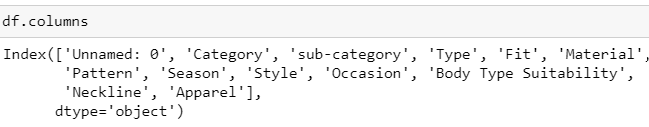 df.columns
Index(['Unnamed: 0', 'Category', 'sub-category', 'Type', 'Fit', 'Material',
'Pattern', 'Season', 'Style', 'Occasion', 'Body Type Suitability',
'Neckline', 'Apparel'],
dtype='object')